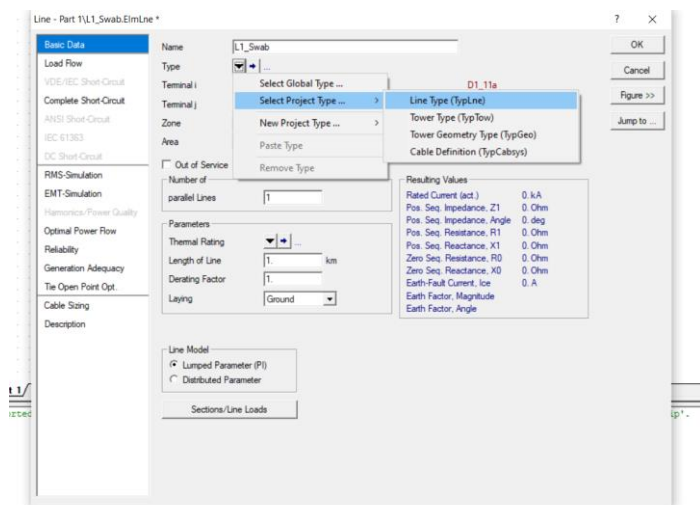 Line - Part 1\L1_Swab.ElmLne *
? ×
Basic Data
Load Flow
VDE/IEC Short-Circuit
Complete Short-Circuit
ANSI Short-Circuit
IEC 61363
DC Short-Circuit
RMS-Simulation
EMT-Simulation
Harmonics/Power Quality
Optimal Power Flow
Reliability
Generation Adequacy
Tie Open Point Opt.
Cable Sizing
Description
Name L1_Swab
Type ...
Terminal i D1_11a
Terminal j
Zone
Area
Select Global Type ...
Select Project Type ... >
New Project Type ... >
Paste Type
Remove Type
Line Type (TypLne)
Tower Type (TypTow)
Tower Geometry Type (TypGeo)
Cable Definition (TypCabsys)
OK
Cancel
Figure >>
Jump to ...
Out of Service
Number of
parallel Lines 1
Parameters
Thermal Rating ...
Length of Line 1. km
Derating Factor 1.
Laying Ground
Resulting Values
Rated Current (act.) 0. kA
Pos. Seq. Impedance, Z1 0. Ohm
Pos. Seq. Impedance, Angle 0. deg
Pos. Seq. Resistance, R1 0. Ohm
Pos. Seq. Reactance, X1 0. Ohm
Zero Seq. Resistance, R0 0. Ohm
Zero Seq. Reactance, X0 0. Ohm
Earth-Fault Current, Ice 0. A
Earth Factor, Magnitude
Earth Factor, Angle
Line Model
Lumped Parameter (PI)
Distributed Parameter
Sections/Line Loads
t 1/
rted
ip'.